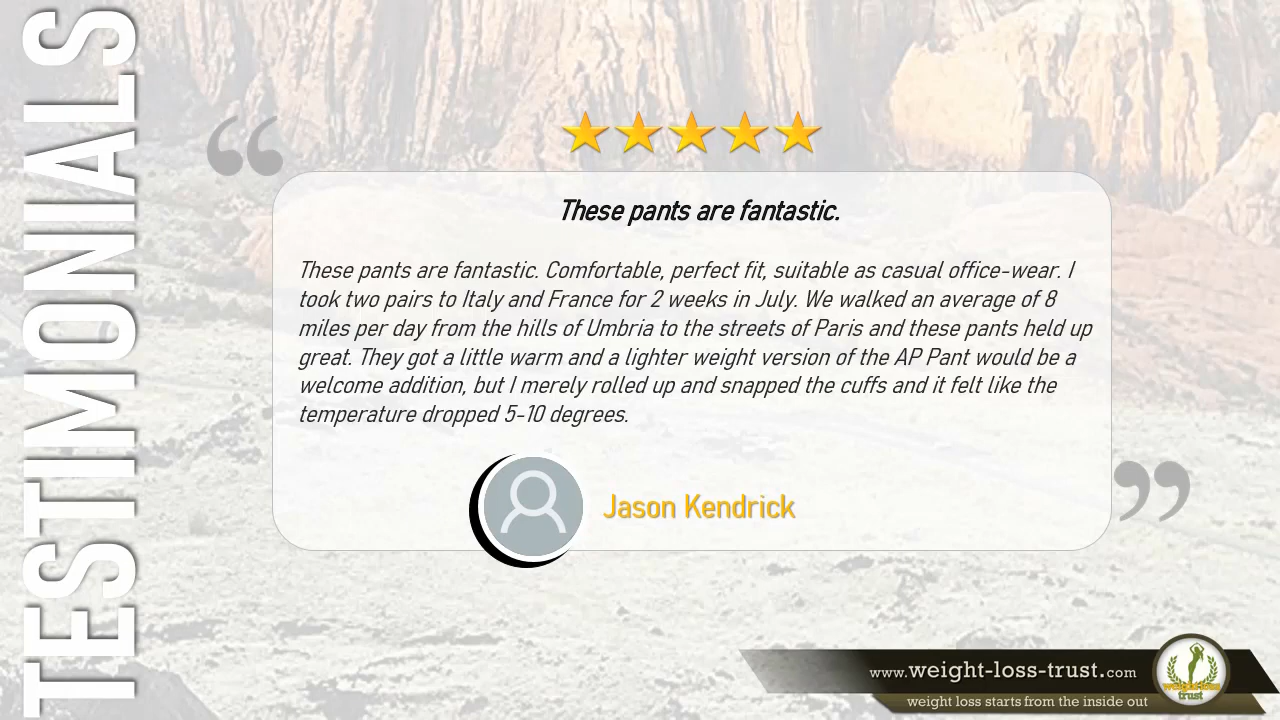 TESTIMONIALS
These pants are fantastic.
These pants are fantastic. Comfortable, perfect fit, suitable as casual office-wear. I
took two pairs to Italy and France for 2 weeks in July. We walked an average of 8
miles per day from the hills of Umbria to the streets of Paris and these pants held up
great. They got a little warm and a lighter weight version of the AP Pant would be a
welcome addition, but I merely rolled up and snapped the cuffs and it felt like the
temperature dropped 5-10 degrees.
Jason Kendrick
www.weight-loss-trust.com
weight loss starts from the inside out
weight loss
trust